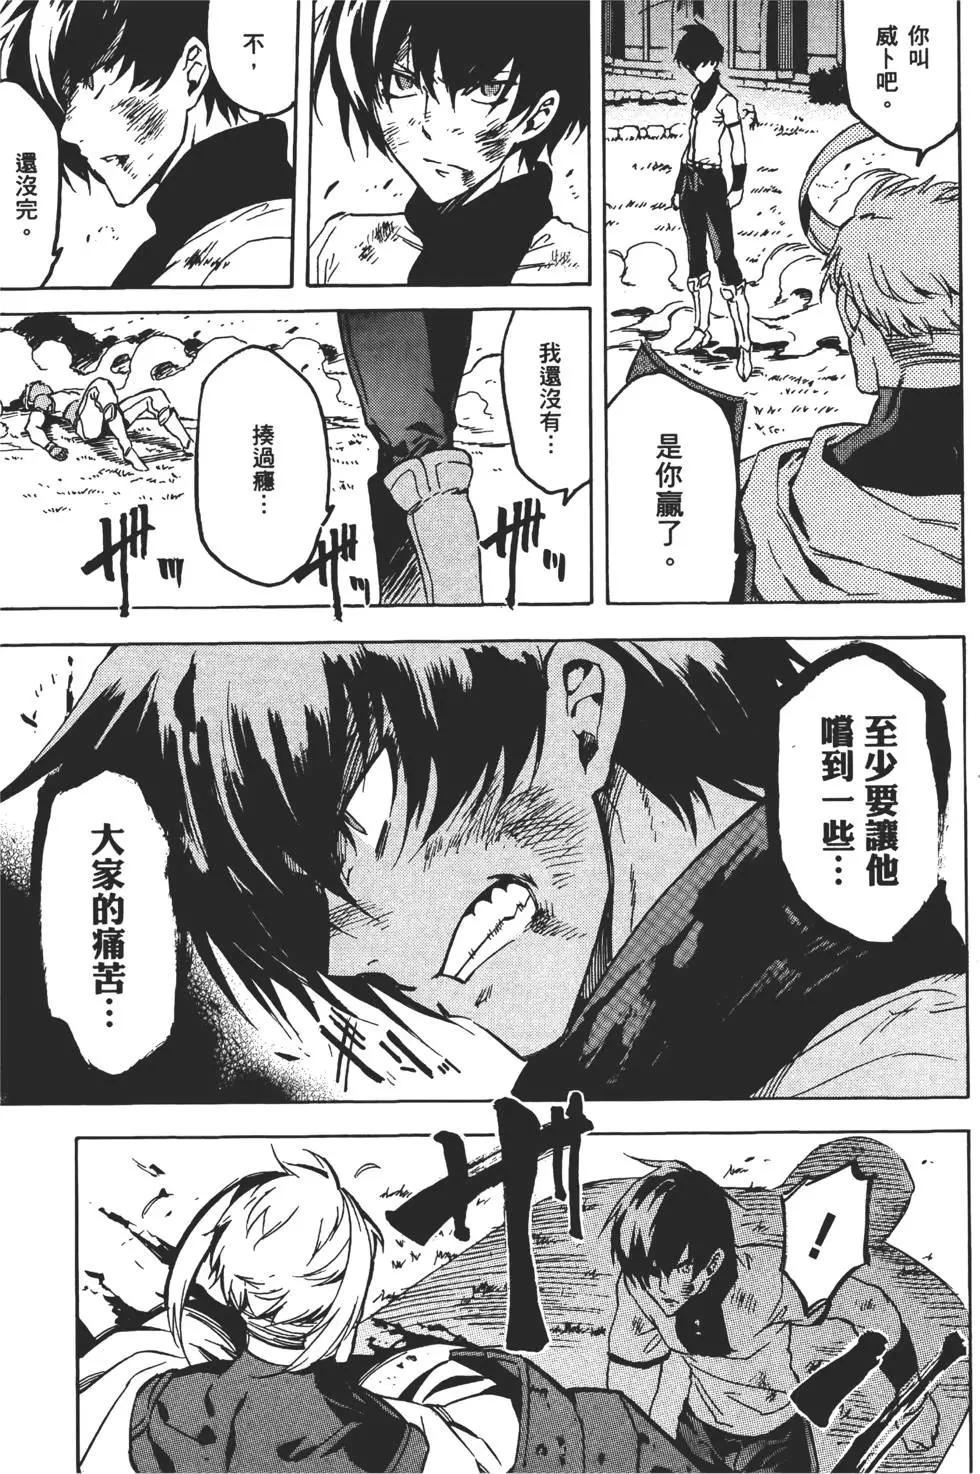 你叫
威卜吧。
是你贏了。
不，
還沒完。
我還沒有…
揍過癮…
ザッ
ザッ
ザッ
至少要讓他
嚐到一些…
大家的痛苦…
！
ザッ